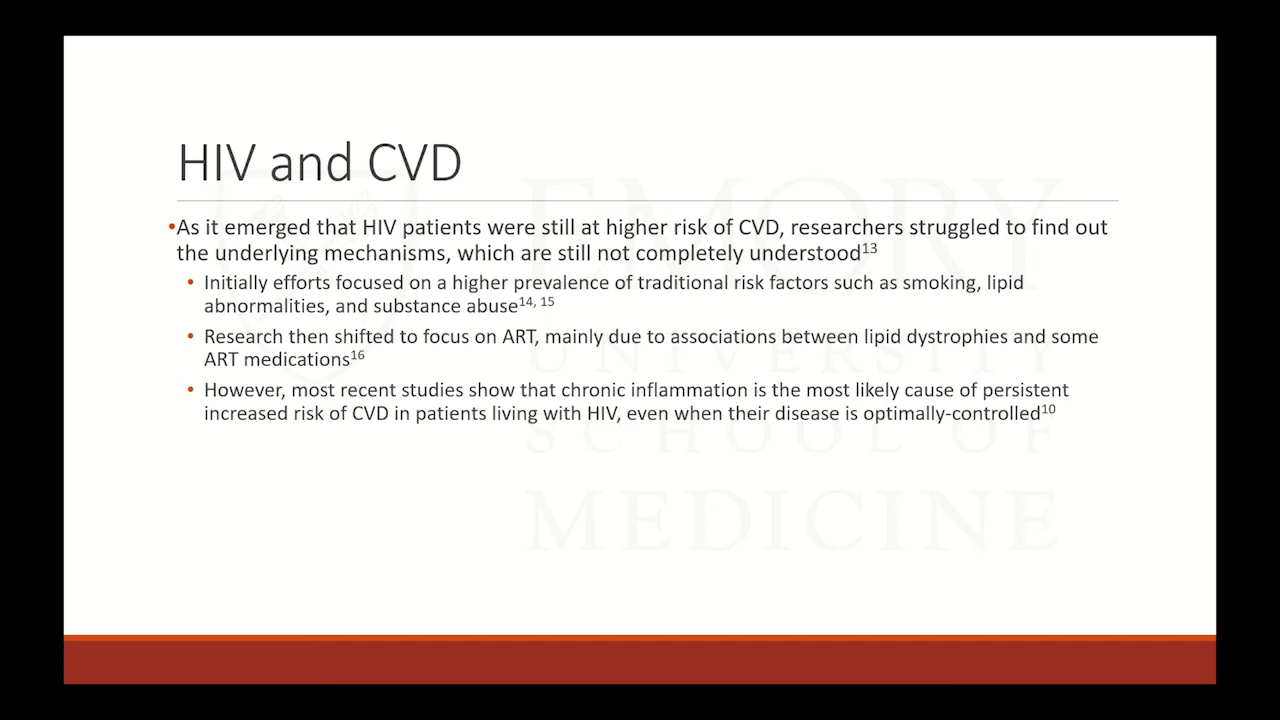 HIV and CVD
•As it emerged that HIV patients were still at higher risk of CVD, researchers struggled to find out
the underlying mechanisms, which are still not completely understood¹³
• Initially efforts focused on a higher prevalence of traditional risk factors such as smoking, lipid
abnormalities, and substance abuse¹⁴, ¹⁵
• Research then shifted to focus on ART, mainly due to associations between lipid dystrophies and some
ART medications¹⁶
• However, most recent studies show that chronic inflammation is the most likely cause of persistent
increased risk of CVD in patients living with HIV, even when their disease is optimally-controlled¹⁰
EMORY
UNIVERSITY
SCHOOL OF
MEDICINE